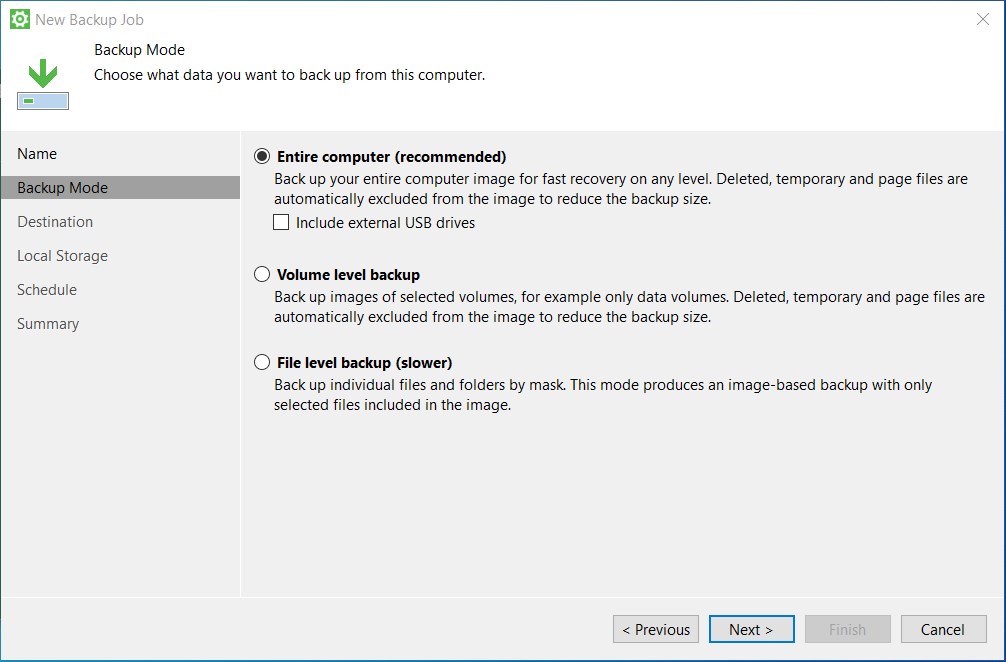 New Backup Job
Backup Mode
Choose what data you want to back up from this computer.
Name
Backup Mode
Destination
Local Storage
Schedule
Summary
Entire computer (recommended)
Back up your entire computer image for fast recovery on any level. Deleted, temporary and page files are
automatically excluded from the image to reduce the backup size.
Include external USB drives
Volume level backup
Back up images of selected volumes, for example only data volumes. Deleted, temporary and page files are
automatically excluded from the image to reduce the backup size.
File level backup (slower)
Back up individual files and folders by mask. This mode produces an image-based backup with only
selected files included in the image.
< Previous
Next >
Finish
Cancel